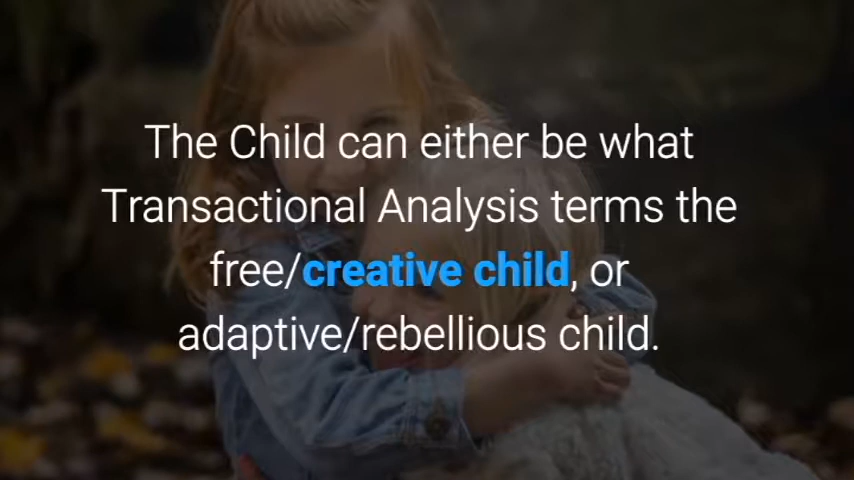 The Child can either be what
Transactional Analysis terms the
free/creative child, or
adaptive/rebellious child.